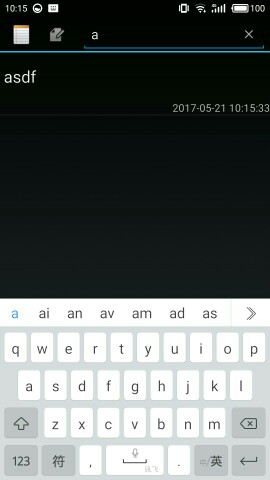 10:15 100
a
asdf
2017-05-21 10:15:33
a ai an av am ad as
q w e r t y u i o p
a s d f g h j k l
z x c v b n m
123 符 , 讯飞 . 中/英